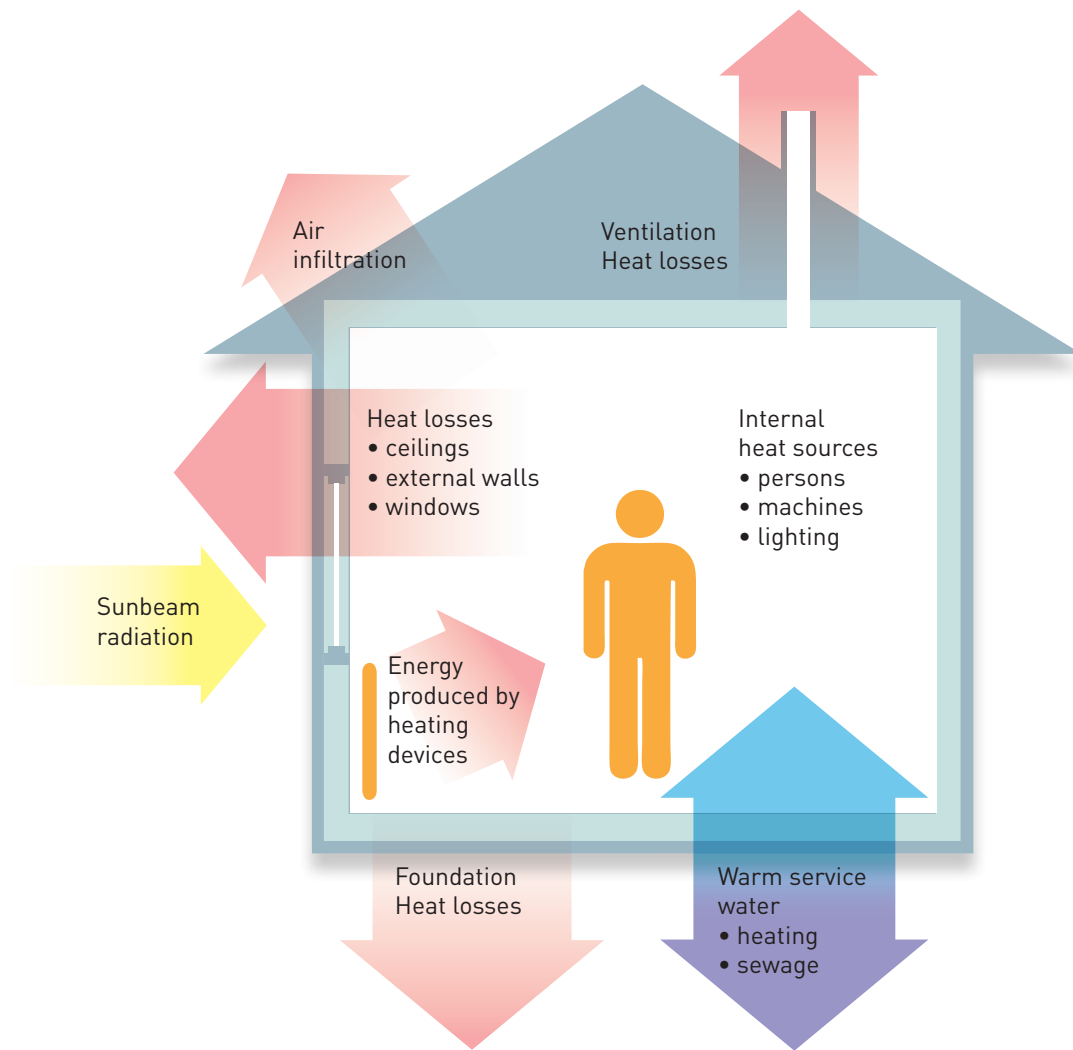 Air
infiltration
Ventilation
Heat losses
Heat losses
• ceilings
• external walls
• windows
Internal
heat sources
• persons
• machines
• lighting
Sunbeam
radiation
Energy
produced by
heating
devices
Foundation
Heat losses
Warm service
water
• heating
• sewage